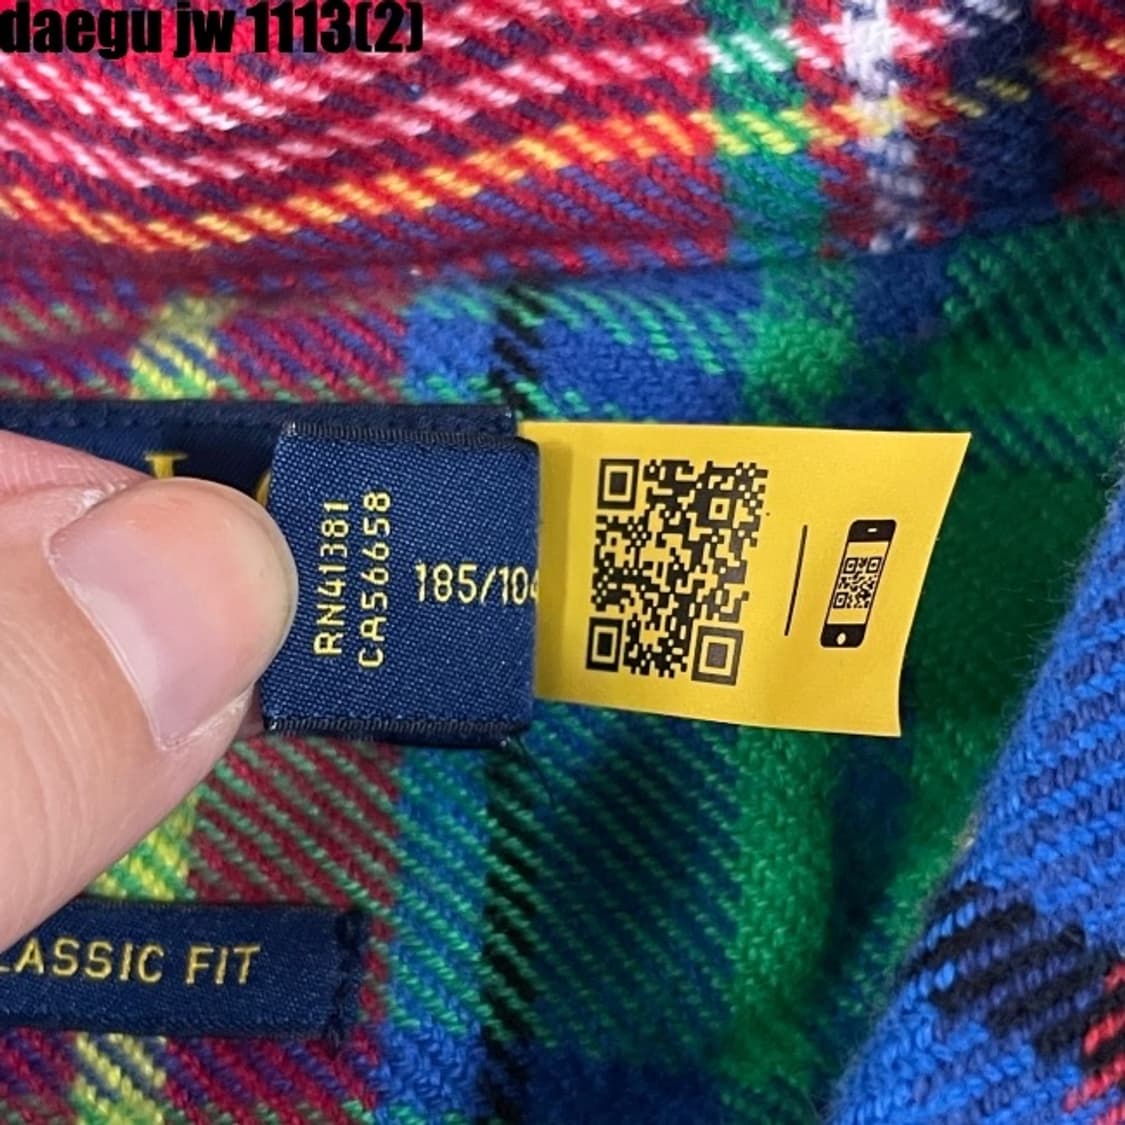 daegu jw 1113(2)
RN41381
CA56658
185/104
LASSIC FIT